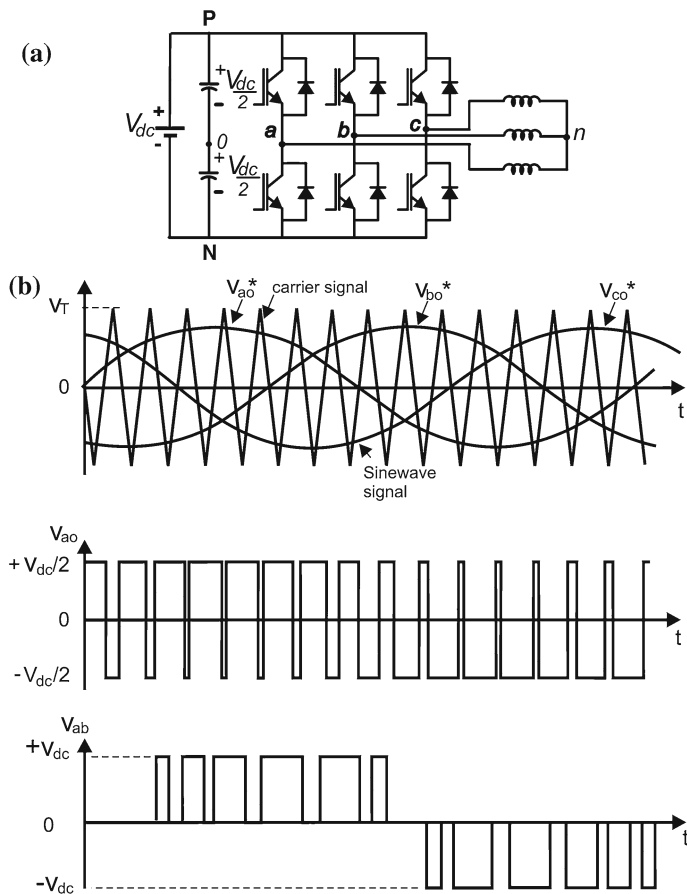 (a)
P
+
Vdc/2
-
Vdc
+
-
0
+
Vdc/2
-
a
b
c
n
N
(b)
vao*
carrier signal
vbo*
vco*
vT
0
t
Sinewave
signal
vao
+ Vdc/2
0
t
- Vdc/2
vab
+vdc
0
t
-vdc